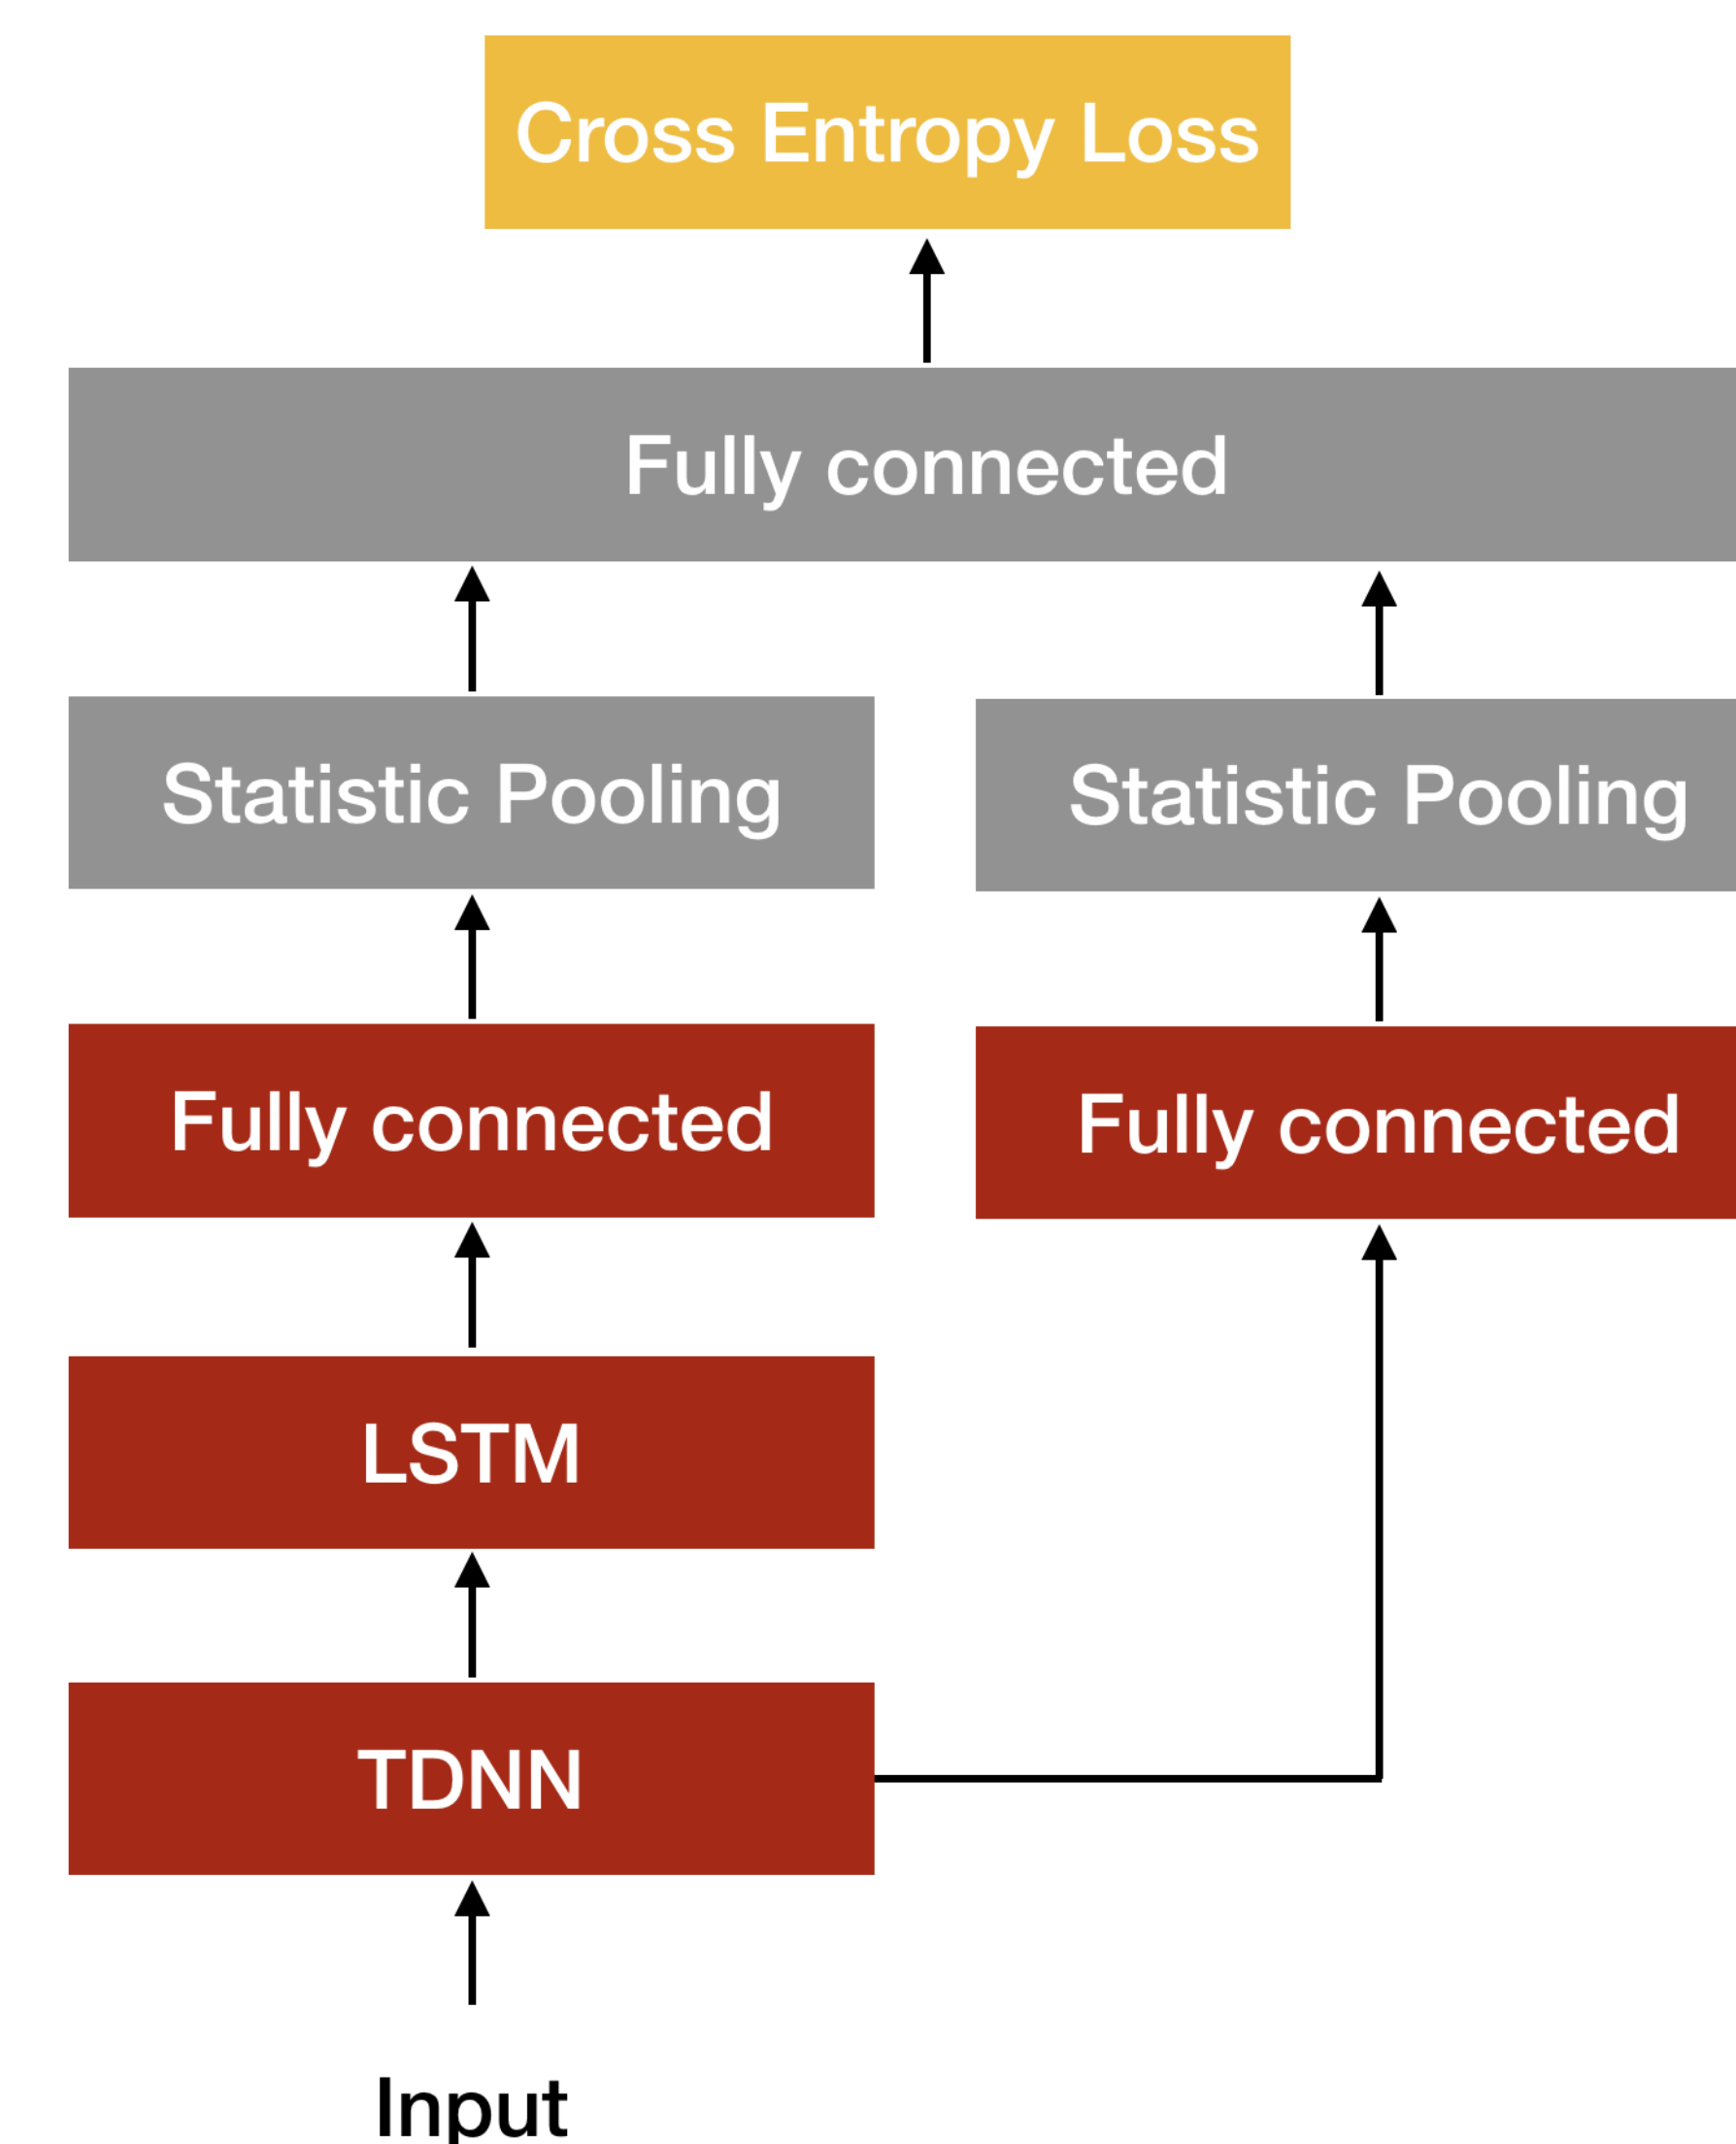 Cross Entropy Loss
Fully connected
Statistic Pooling
Statistic Pooling
Fully connected
Fully connected
LSTM
TDNN
Input